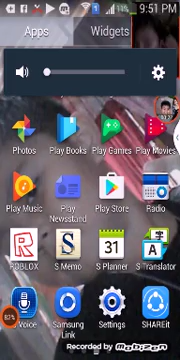 9:51 PM
Apps Widgets
Photos Play Books Play Games Play Movies
Play Music Play Newsstand Play Store Radio
R S 31 A
ROBLOX S Memo S Planner S Translator
82%
Voice Samsung Link Settings SHAREit
Recorded by Mobizen